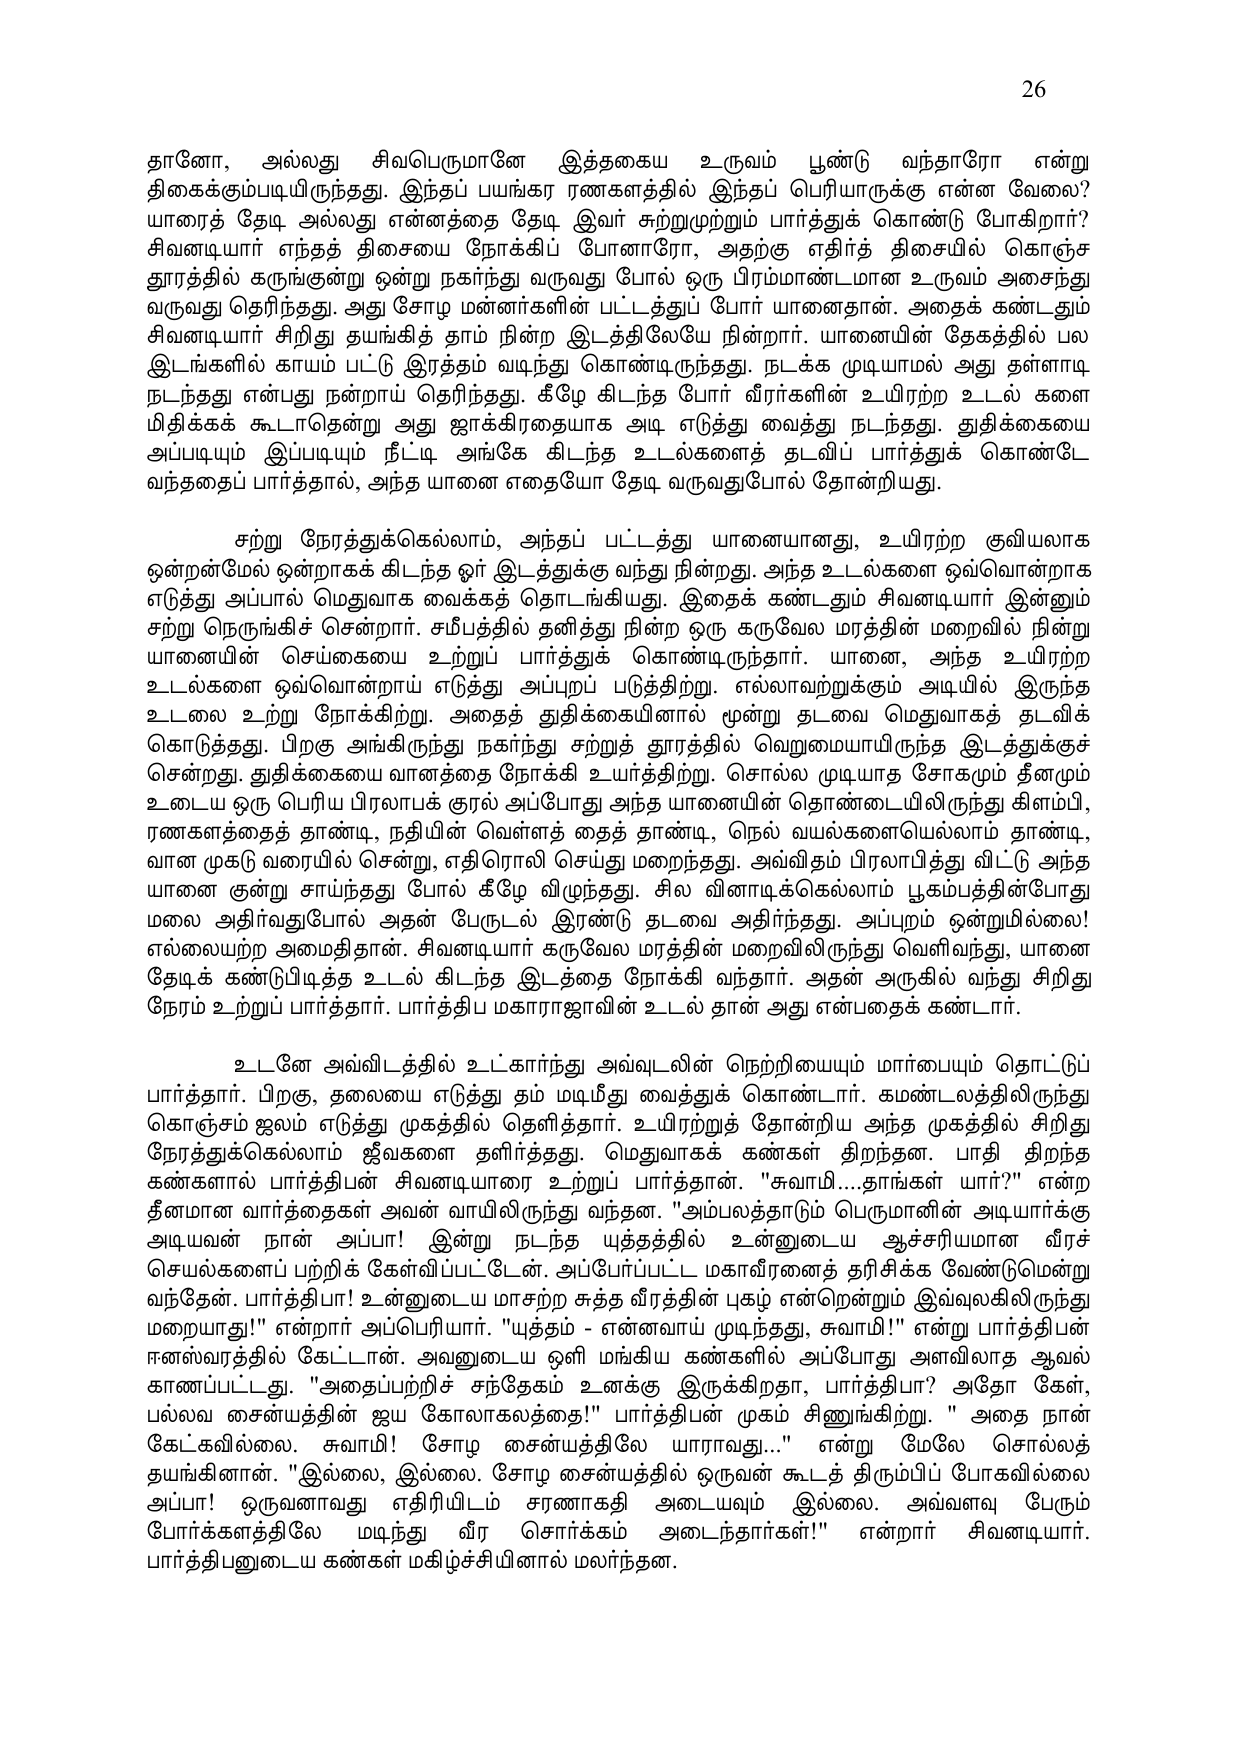 26
தானோ, அல்லது சிவபெருமானே இத்தகைய உருவம் பூண்டு வந்தாரோ என்று
திகைக்கும்படியிருந்தது. இந்தப் பயங்கர ரணகளத்தில் இந்தப் பெரியாருக்கு என்ன வேலை?
யாரைத் தேடி அல்லது என்னத்தை தேடி இவர் சுற்றுமுற்றும் பார்த்துக் கொண்டு போகிறார்?
சிவனடியார் எந்தத் திசையை நோக்கிப் போனாரோ, அதற்கு எதிர்த் திசையில் கொஞ்ச
தூரத்தில் கருங்குன்று ஒன்று நகர்ந்து வருவது போல் ஒரு பிரம்மாண்டமான உருவம் அசைந்து
வருவது தெரிந்தது. அது சோழ மன்னர்களின் பட்டத்துப் போர் யானைதான். அதைக் கண்டதும்
சிவனடியார் சிறிது தயங்கித் தாம் நின்ற இடத்திலேயே நின்றார். யானையின் தேகத்தில் பல
இடங்களில் காயம் பட்டு இரத்தம் வடிந்து கொண்டிருந்தது. நடக்க முடியாமல் அது தள்ளாடி
நடந்தது என்பது நன்றாய் தெரிந்தது. கீழே கிடந்த போர் வீரர்களின் உயிரற்ற உடல் களை
மிதிக்கக் கூடாதென்று அது ஜாக்கிரதையாக அடி எடுத்து வைத்து நடந்தது. துதிக்கையை
அப்படியும் இப்படியும் நீட்டி அங்கே கிடந்த உடல்களைத் தடவிப் பார்த்துக் கொண்டே
வந்ததைப் பார்த்தால், அந்த யானை எதையோ தேடி வருவதுபோல் தோன்றியது.
சற்று நேரத்துக்கெல்லாம், அந்தப் பட்டத்து யானையானது, உயிரற்ற குவியலாக
ஒன்றன்மேல் ஒன்றாகக் கிடந்த ஓர் இடத்துக்கு வந்து நின்றது. அந்த உடல்களை ஒவ்வொன்றாக
எடுத்து அப்பால் மெதுவாக வைக்கத் தொடங்கியது. இதைக் கண்டதும் சிவனடியார் இன்னும்
சற்று நெருங்கிச் சென்றார். சமீபத்தில் தனித்து நின்ற ஒரு கருவேல மரத்தின் மறைவில் நின்று
யானையின் செய்கையை உற்றுப் பார்த்துக் கொண்டிருந்தார். யானை, அந்த உயிரற்ற
உடல்களை ஒவ்வொன்றாய் எடுத்து அப்புறப் படுத்திற்று. எல்லாவற்றுக்கும் அடியில் இருந்த
உடலை உற்று நோக்கிற்று. அதைத் துதிக்கையினால் மூன்று தடவை மெதுவாகத் தடவிக்
கொடுத்தது. பிறகு அங்கிருந்து நகர்ந்து சற்றுத் தூரத்தில் வெறுமையாயிருந்த இடத்துக்குச்
சென்றது. துதிக்கையை வானத்தை நோக்கி உயர்த்திற்று. சொல்ல முடியாத சோகமும் தீனமும்
உடைய ஒரு பெரிய பிரலாபக் குரல் அப்போது அந்த யானையின் தொண்டையிலிருந்து கிளம்பி,
ரணகளத்தைத் தாண்டி, நதியின் வெள்ளத் தைத் தாண்டி, நெல் வயல்களையெல்லாம் தாண்டி,
வான முகடு வரையில் சென்று, எதிரொலி செய்து மறைந்தது. அவ்விதம் பிரலாபித்து விட்டு அந்த
யானை குன்று சாய்ந்தது போல் கீழே விழுந்தது. சில வினாடிக்கெல்லாம் பூகம்பத்தின்போது
மலை அதிர்வதுபோல் அதன் பேருடல் இரண்டு தடவை அதிர்ந்தது. அப்புறம் ஒன்றுமில்லை!
எல்லையற்ற அமைதிதான். சிவனடியார் கருவேல மரத்தின் மறைவிலிருந்து வெளிவந்து, யானை
தேடிக் கண்டுபிடித்த உடல் கிடந்த இடத்தை நோக்கி வந்தார். அதன் அருகில் வந்து சிறிது
நேரம் உற்றுப் பார்த்தார். பார்த்திப மகாராஜாவின் உடல் தான் அது என்பதைக் கண்டார்.
உடனே அவ்விடத்தில் உட்கார்ந்து அவ்வுடலின் நெற்றியையும் மார்பையும் தொட்டுப்
பார்த்தார். பிறகு, தலையை எடுத்து தம் மடிமீது வைத்துக் கொண்டார். கமண்டலத்திலிருந்து
கொஞ்சம் ஜலம் எடுத்து முகத்தில் தெளித்தார். உயிரற்றுத் தோன்றிய அந்த முகத்தில் சிறிது
நேரத்துக்கெல்லாம் ஜீவகளை தளிர்த்தது. மெதுவாகக் கண்கள் திறந்தன. பாதி திறந்த
கண்களால் பார்த்திபன் சிவனடியாரை உற்றுப் பார்த்தான். "சுவாமி....தாங்கள் யார்?" என்ற
தீனமான வார்த்தைகள் அவன் வாயிலிருந்து வந்தன. "அம்பலத்தாடும் பெருமானின் அடியார்க்கு
அடியவன் நான் அப்பா! இன்று நடந்த யுத்தத்தில் உன்னுடைய ஆச்சரியமான வீரச்
செயல்களைப் பற்றிக் கேள்விப்பட்டேன். அப்பேர்ப்பட்ட மகாவீரனைத் தரிசிக்க வேண்டுமென்று
வந்தேன். பார்த்திபா! உன்னுடைய மாசற்ற சுத்த வீரத்தின் புகழ் என்றென்றும் இவ்வுலகிலிருந்து
மறையாது!" என்றார் அப்பெரியார். "யுத்தம் - என்னவாய் முடிந்தது, சுவாமி!" என்று பார்த்திபன்
ஈனஸ்வரத்தில் கேட்டான். அவனுடைய ஒளி மங்கிய கண்களில் அப்போது அளவிலாத ஆவல்
காணப்பட்டது. "அதைப்பற்றிச் சந்தேகம் உனக்கு இருக்கிறதா, பார்த்திபா? அதோ கேள்,
பல்லவ சைன்யத்தின் ஜய கோலாகலத்தை!" பார்த்திபன் முகம் சிணுங்கிற்று. " அதை நான்
கேட்கவில்லை. சுவாமி! சோழ சைன்யத்திலே யாராவது..." என்று மேலே சொல்லத்
தயங்கினான். "இல்லை, இல்லை. சோழ சைன்யத்தில் ஒருவன் கூடத் திரும்பிப் போகவில்லை
அப்பா! ஒருவனாவது எதிரியிடம் சரணாகதி அடையவும் இல்லை. அவ்வளவு பேரும்
போர்க்களத்திலே மடிந்து வீர சொர்க்கம் அடைந்தார்கள்!" என்றார் சிவனடியார்.
பார்த்திபனுடைய கண்கள் மகிழ்ச்சியினால் மலர்ந்தன.